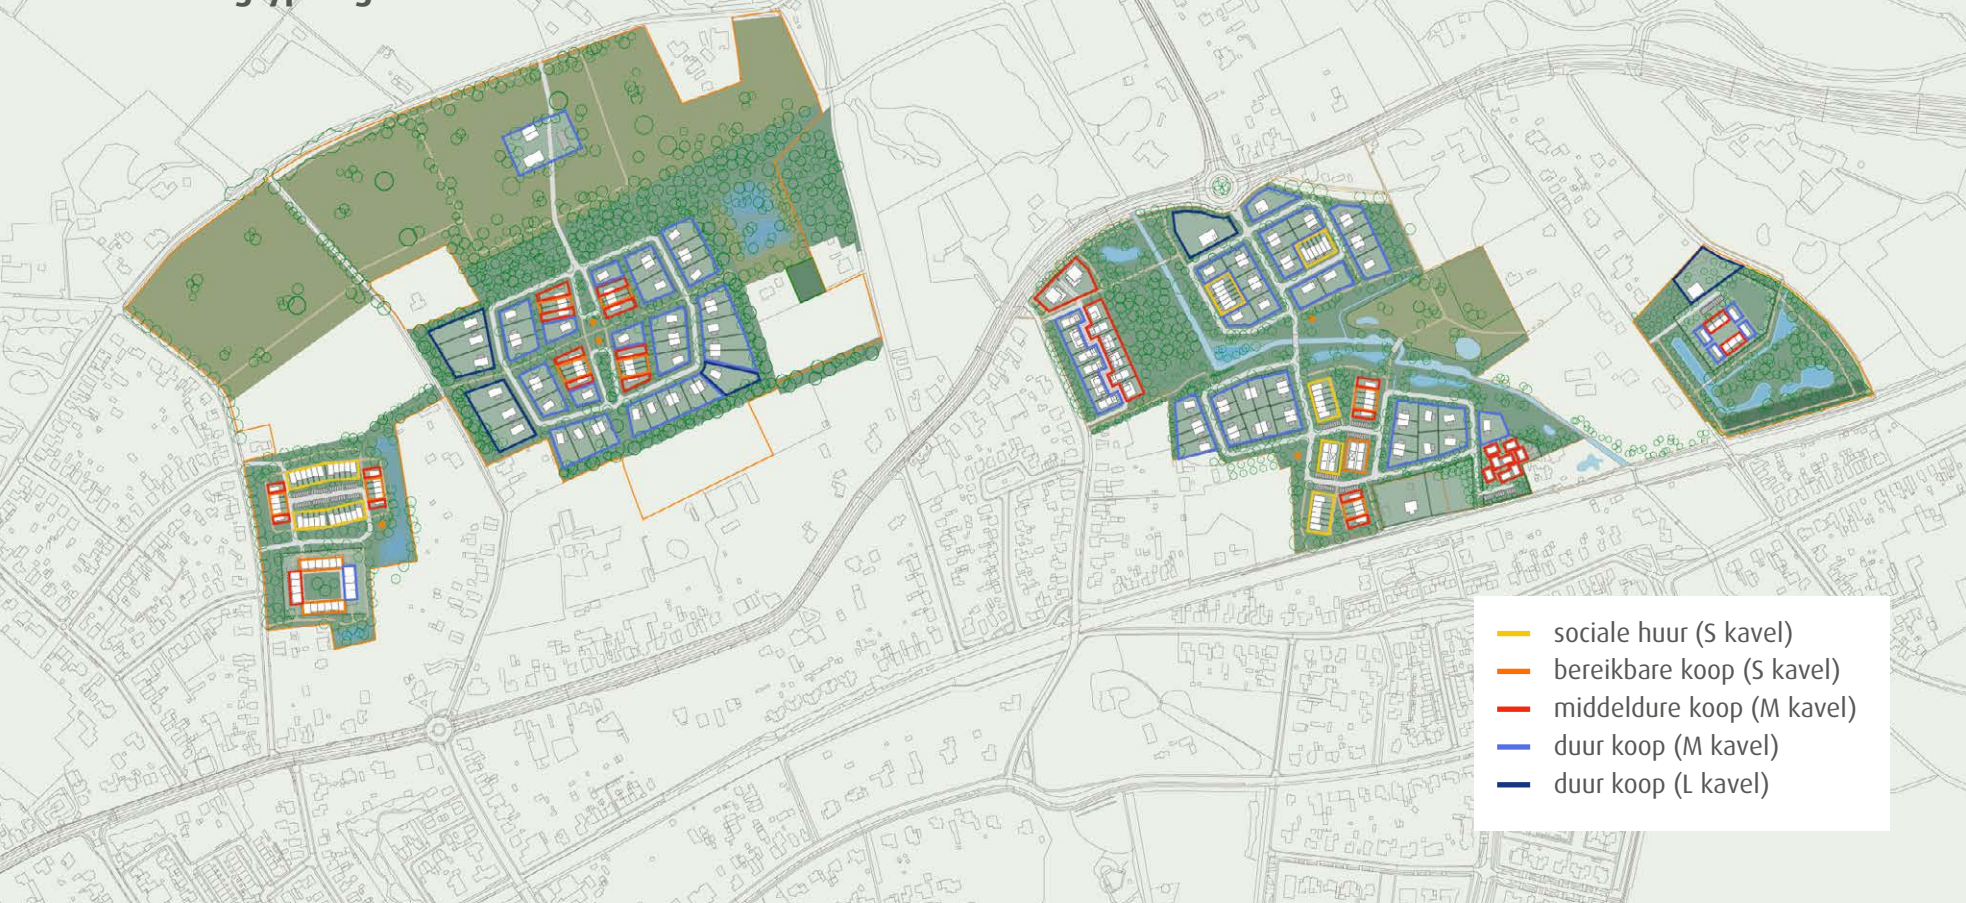 sociale huur (S kavel)
bereikbare koop (S kavel)
middeldure koop (M kavel)
duur koop (M kavel)
duur koop (L kavel)